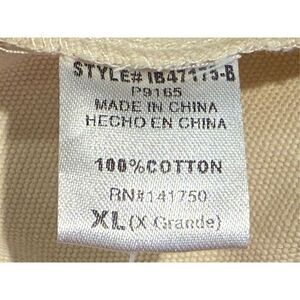 STYLE# IB47175-B
P9165
MADE IN CHINA
HECHO EN CHINA
100%COTTON
RN#141750
XL (X Grande)